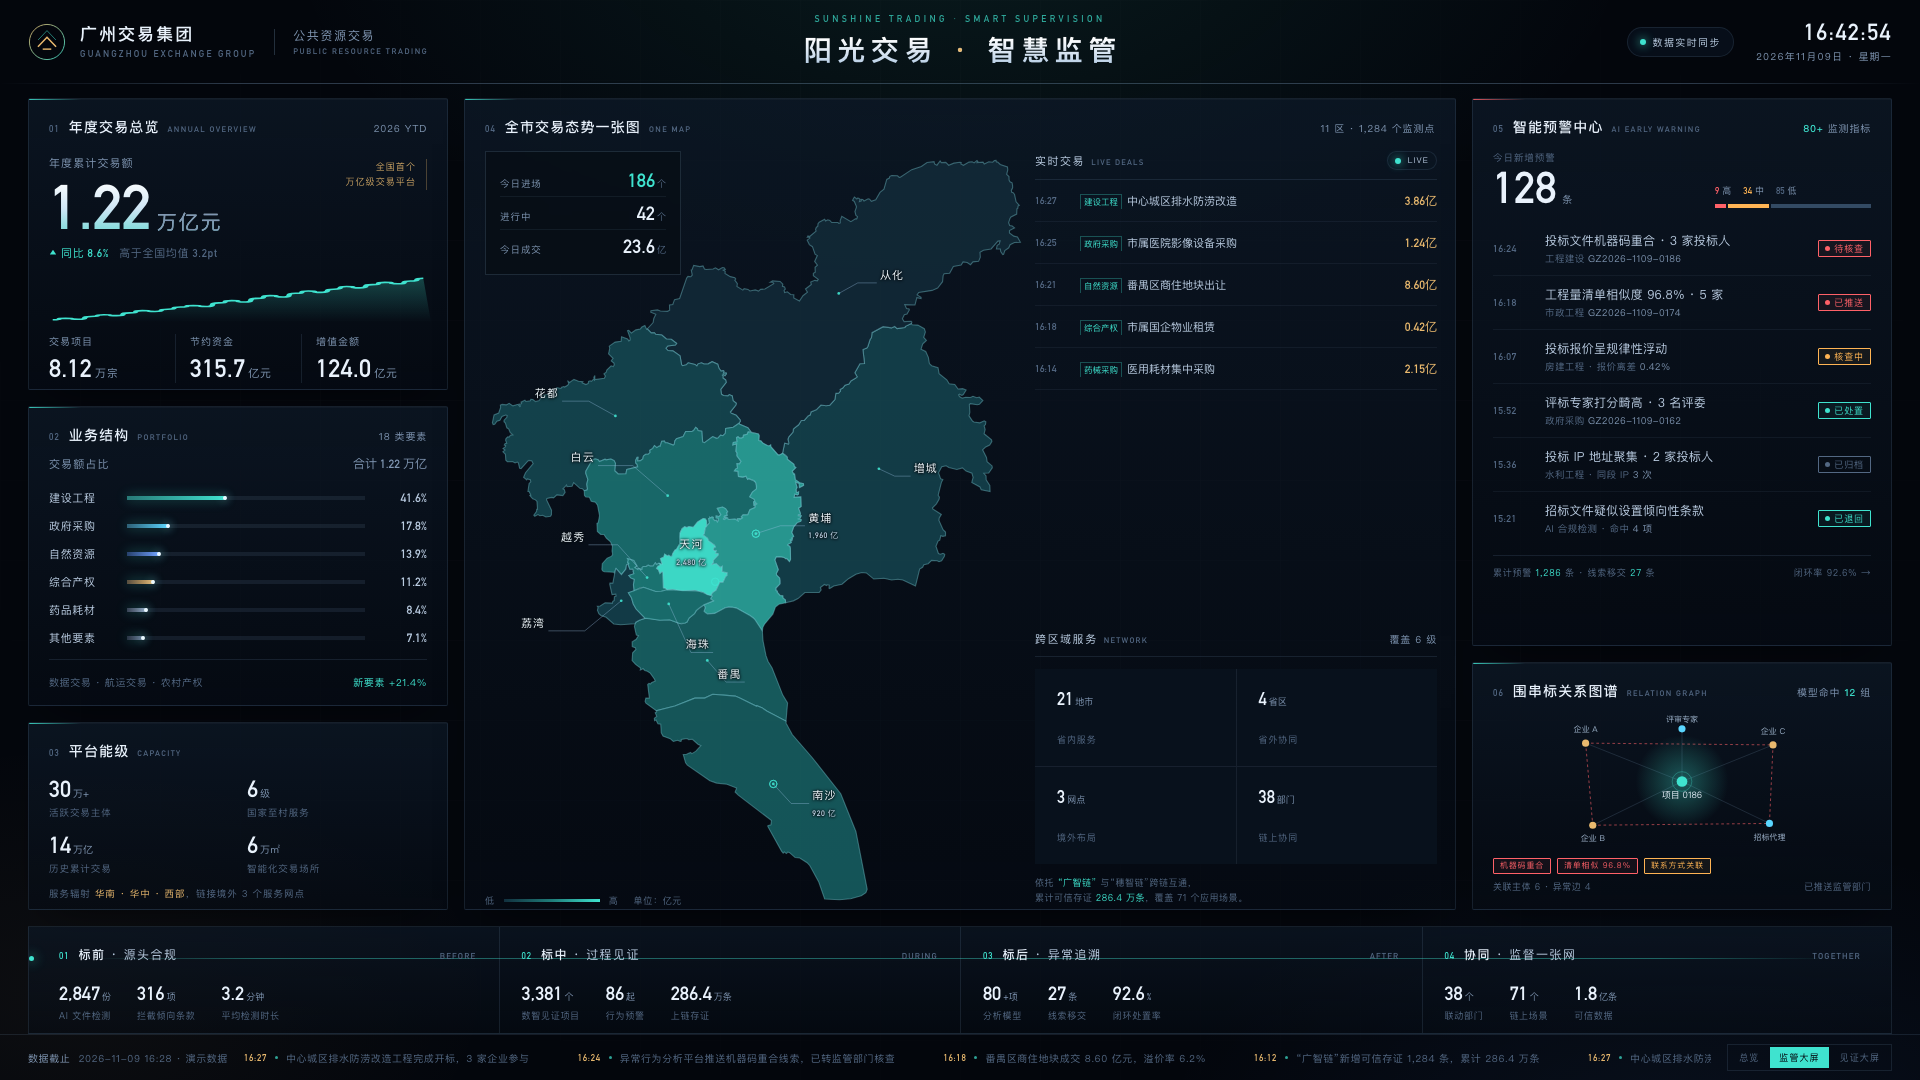 广州交易集团
GUANGZHOU EXCHANGE GROUP
公共资源交易
PUBLIC RESOURCE TRADING
SUNSHINE TRADING · SMART SUPERVISION
阳光交易 · 智慧监管
数据实时同步
16:42:54
2026年11月09日 · 星期一
01 年度交易总览 ANNUAL OVERVIEW 2026 YTD
年度累计交易额
全国首个
万亿级交易平台
1.22 万亿元
同比 8.6% 高于全国均值 3.2pt
交易项目 节约资金 增值金额
8.12 万宗 315.7 亿元 124.0 亿元
02 业务结构 PORTFOLIO 18 类要素
交易额占比 合计 1.22 万亿
建设工程 41.6%
政府采购 17.8%
自然资源 13.9%
综合产权 11.2%
药品耗材 8.4%
其他要素 7.1%
数据交易 · 航运交易 · 农村产权 新要素 +21.4%
03 平台能级 CAPACITY
30 万+ 6 级
活跃交易主体 国家至村服务
14 万亿 6 万㎡
历史累计交易 智能化交易场所
服务辐射 华南 · 华中 · 西部，链接境外 3 个服务网点
04 全市交易态势一张图 ONE MAP 11 区 · 1,284 个监测点
今日进场 186 个
进行中 42 个
今日成交 23.6 亿
从化
花都
白云
增城
越秀
黄埔
1,960 亿
天河
2,480 亿
荔湾
海珠
番禺
南沙
920 亿
低 高 单位：亿元
实时交易 LIVE DEALS LIVE
16:27 建设工程 中心城区排水防涝改造 3.86亿
16:25 政府采购 市属医院影像设备采购 1.24亿
16:21 自然资源 番禺区商住地块出让 8.60亿
16:18 综合产权 市属国企物业租赁 0.42亿
16:14 药械采购 医用耗材集中采购 2.15亿
跨区域服务 NETWORK 覆盖 6 级
21 地市 4 省区
省内服务 省外协同
3 网点 38 部门
境外布局 链上协同
依托 “广智链” 与“穗智链”跨链互通，
累计可信存证 286.4 万条，覆盖 71 个应用场景。
05 智能预警中心 AI EARLY WARNING 80+ 监测指标
今日新增预警
128 条
9 高 34 中 85 低
16:24 投标文件机器码重合 · 3 家投标人 待核查
工程建设 GZ2026-1109-0186
16:18 工程量清单相似度 96.8% · 5 家 已推送
市政工程 GZ2026-1109-0174
16:07 投标报价呈规律性浮动 核查中
房建工程 · 报价离差 0.42%
15:52 评标专家打分畸高 · 3 名评委 已处置
政府采购 GZ2026-1109-0162
15:36 投标 IP 地址聚集 · 2 家投标人 已归档
水利工程 · 同段 IP 3 次
15:21 招标文件疑似设置倾向性条款 已退回
AI 合规检测 · 命中 4 项
累计预警 1,286 条 · 线索移交 27 条 闭环率 92.6% →
06 围串标关系图谱 RELATION GRAPH 模型命中 12 组
评审专家
企业 A
企业 C
项目 0186
企业 B
招标代理
机器码重合 清单相似 96.8% 联系方式关联
关联主体 6 · 异常边 4 已推送监管部门
01 标前 · 源头合规 BEFORE
2,847 份 316 项 3.2 分钟
AI 文件检测 拦截倾向条款 平均检测时长
02 标中 · 过程见证 DURING
3,381 个 86 起 286.4 万条
数智见证项目 行为预警 上链存证
03 标后 · 异常追溯 AFTER
80 +项 27 条 92.6 %
分析模型 线索移交 闭环处置率
04 协同 · 监督一张网 TOGETHER
38 个 71 个 1.8 亿条
联动部门 链上场景 可信数据
数据截止 2026-11-09 16:28 · 演示数据 16:27 中心城区排水防涝改造工程完成开标，3 家企业参与 16:24 异常行为分析平台推送机器码重合线索，已转监管部门核查 16:18 番禺区商住地块成交 8.60 亿元，溢价率 6.2% 16:12 “广智链”新增可信存证 1,284 条，累计 286.4 万条 16:27 中心城区排水防
总览 监管大屏 见证大屏